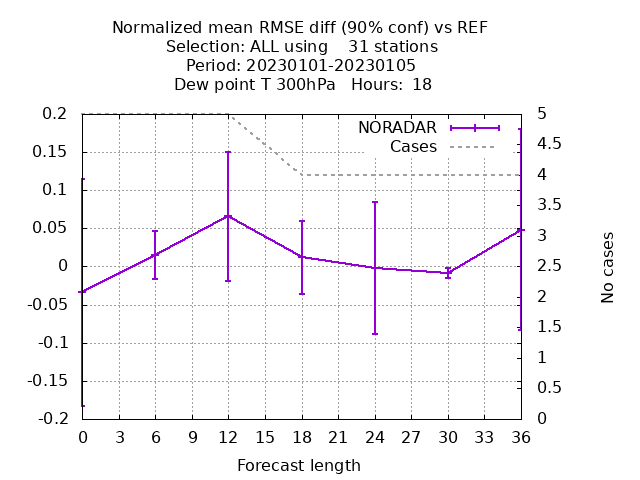 Normalized mean RMSE diff (90% conf) vs REF
Selection: ALL using    31 stations
Period: 20230101-20230105
Dew point T 300hPa   Hours:  18
NORADAR
Cases
0.2
0.15
0.1
0.05
0
-0.05
-0.1
-0.15
-0.2
5
4.5
4
3.5
3
2.5
2
1.5
1
0.5
0
No cases
0 3 6 9 12 15 18 21 24 27 30 33 36
Forecast length